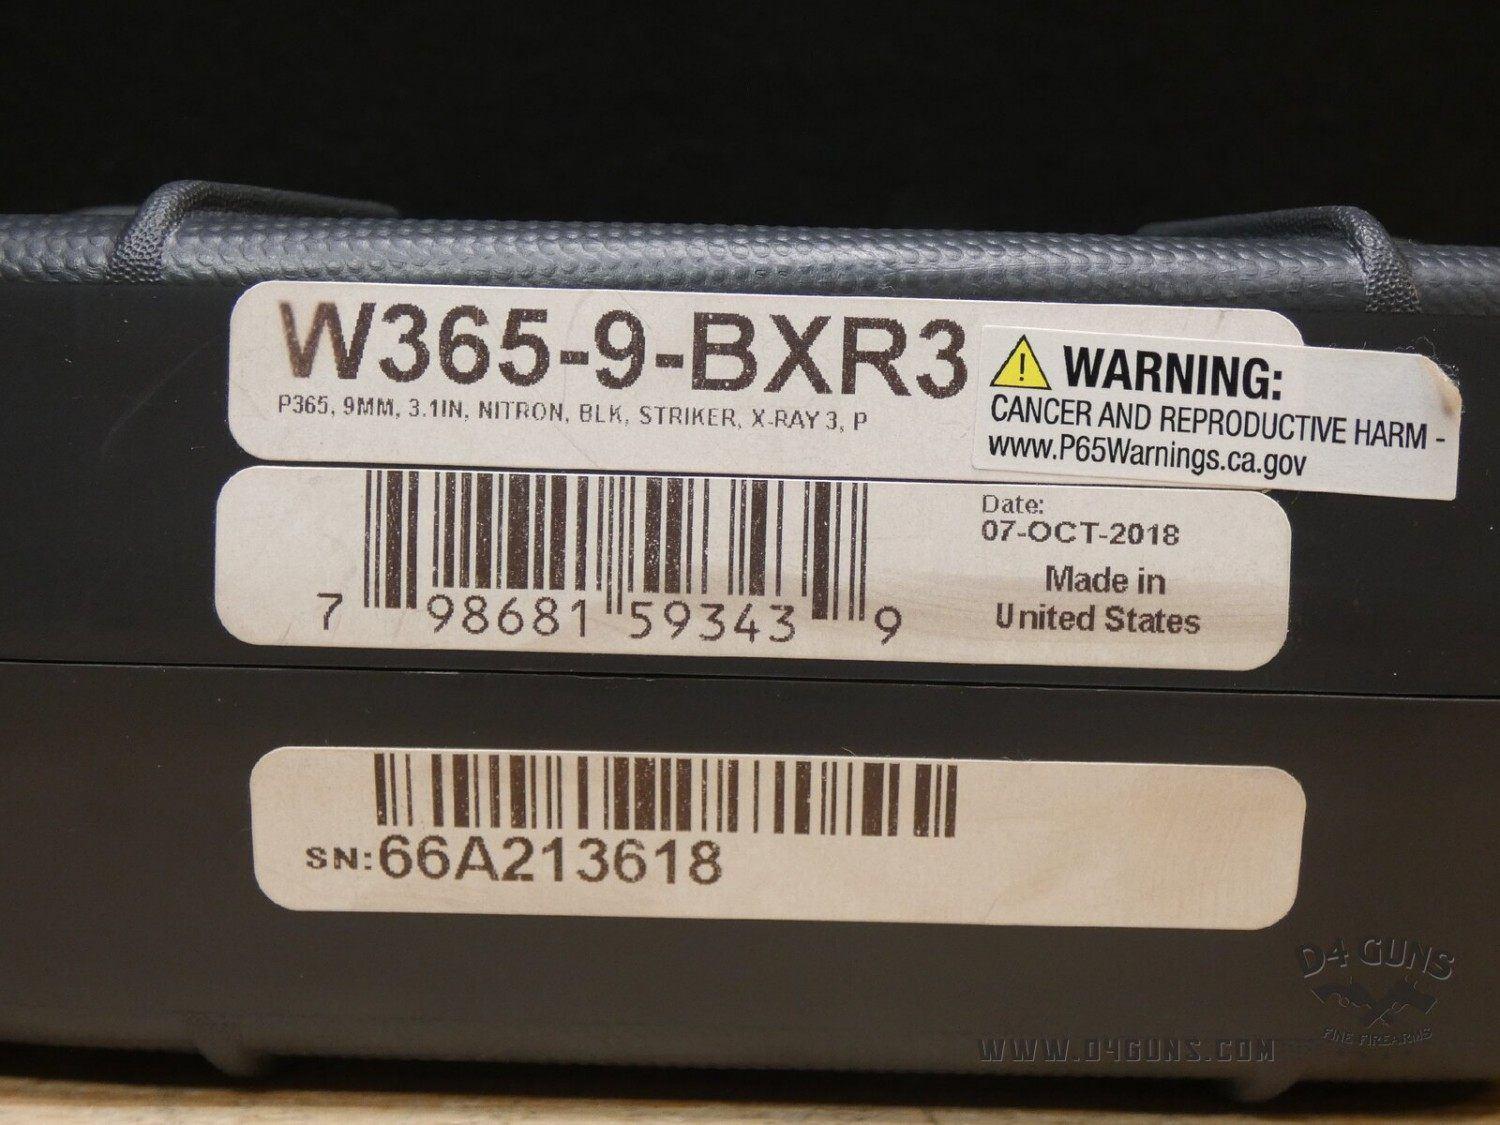 W365-9-BXR3
P365, 9MM, 3.1IN, NITRON, BLK, STRIKER, X-RAY 3, P
! WARNING:
CANCER AND REPRODUCTIVE HARM -
www.P65Warnings.ca.gov
7 98681 59343 9
Date:
07-OCT-2018
Made in
United States
SN:66A213618
D4 GUNS
FINE FIREARMS
WWW.D4GUNS.COM